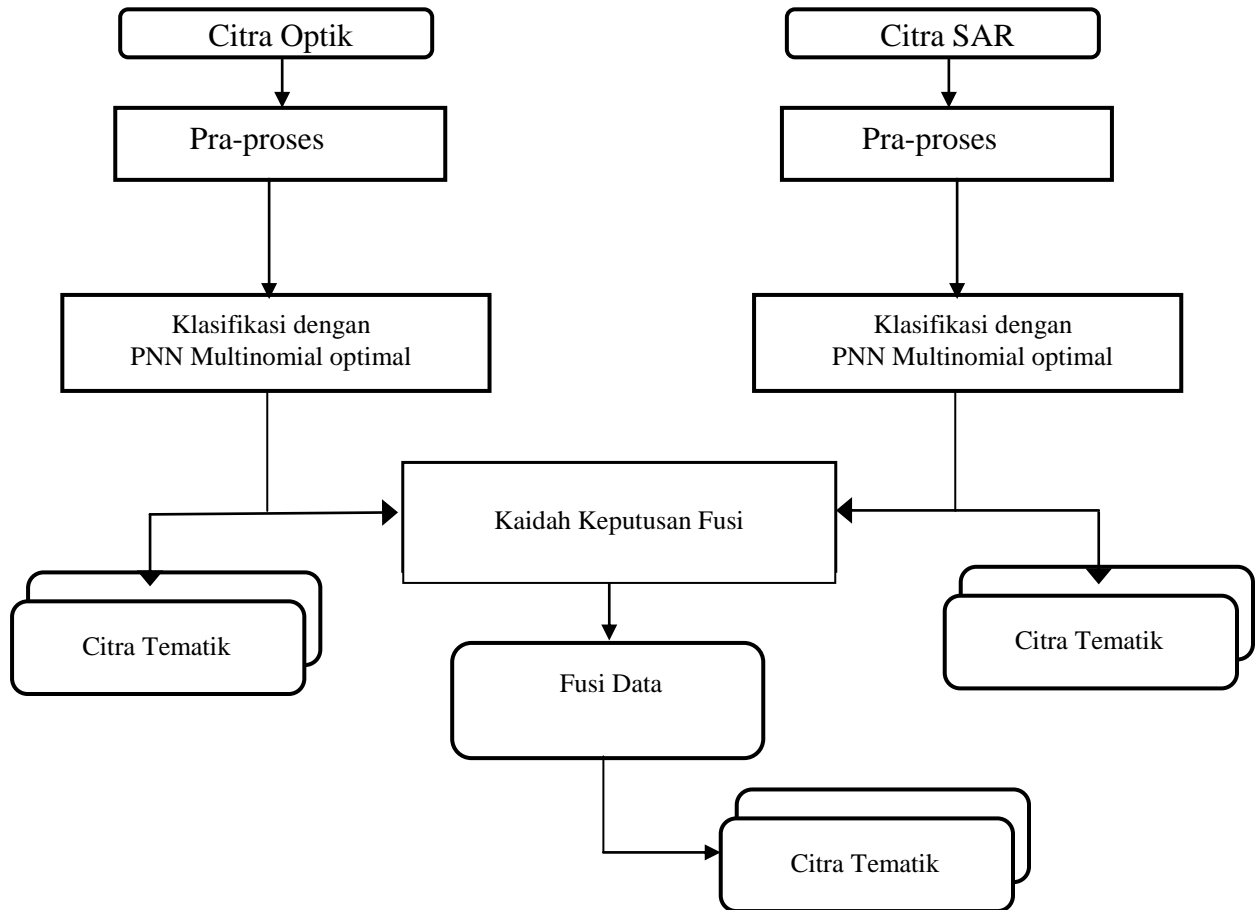 Citra Optik
Citra SAR
Pra-proses
Pra-proses
Klasifikasi dengan
PNN Multinomial optimal
Klasifikasi dengan
PNN Multinomial optimal
Kaidah Keputusan Fusi
Citra Tematik
Citra Tematik
Fusi Data
Citra Tematik